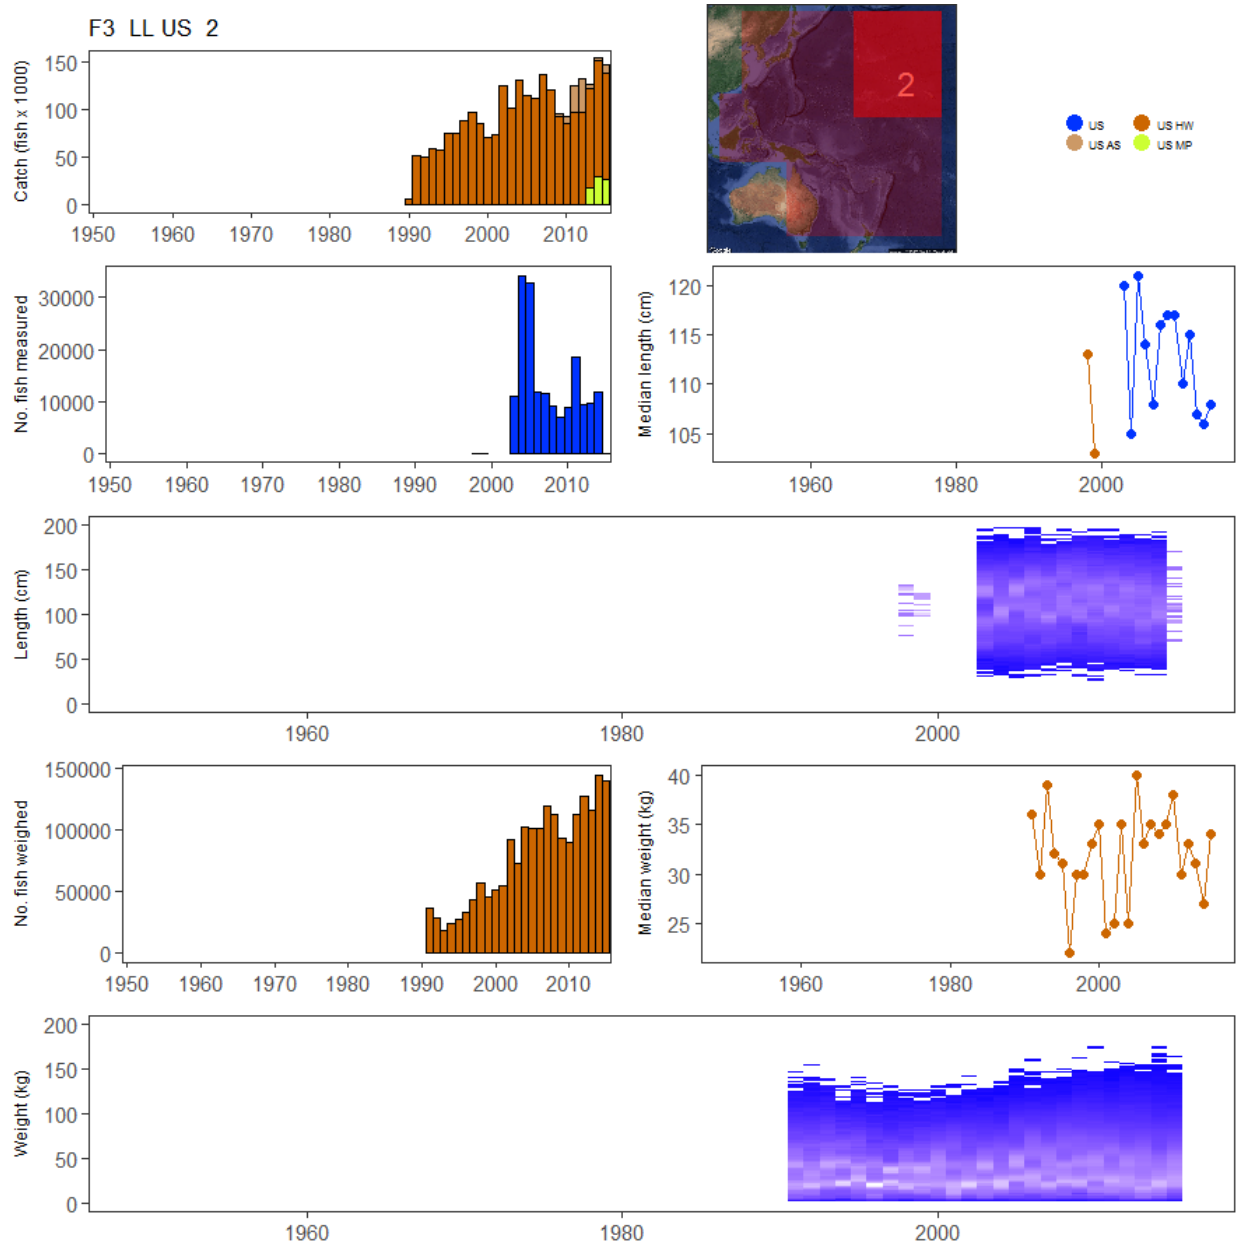 F3 LL US 2
Catch (fish x 1000)
150
100
50
0
1950 1960 1970 1980 1990 2000 2010
2
US US HW
US AS US MP
No. fish measured
30000
20000
10000
0
1950 1960 1970 1980 1990 2000 2010
Median length (cm)
120
115
110
105
1960 1980 2000
Length (cm)
200
150
100
50
0
1960 1980 2000
No. fish weighed
150000
100000
50000
0
1950 1960 1970 1980 1990 2000 2010
Median weight (kg)
40
35
30
25
1960 1980 2000
Weight (kg)
200
150
100
50
0
1960 1980 2000